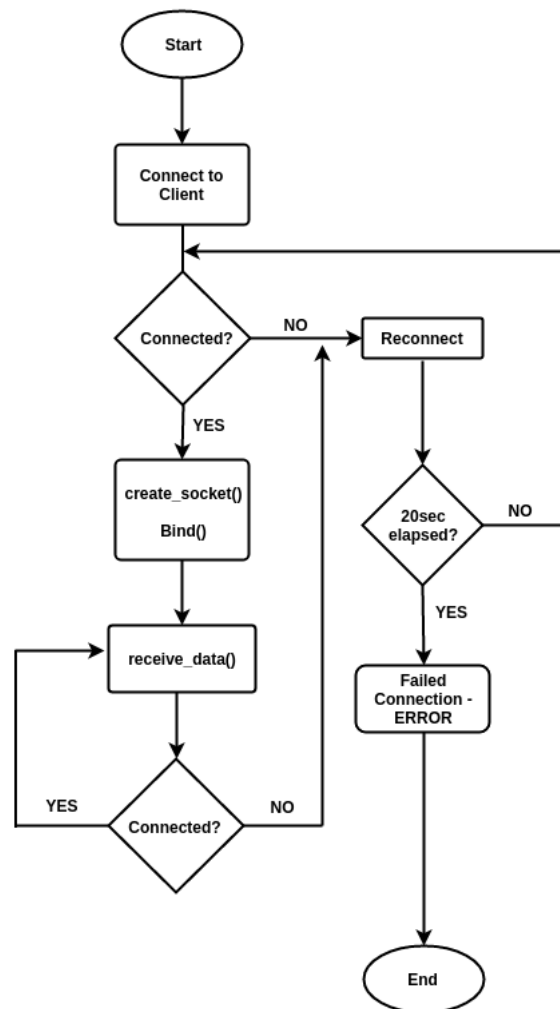 Start
Connect to
Client
Connected?
NO
Reconnect
YES
create_socket()
Bind()
20sec
elapsed?
NO
YES
receive_data()
Failed
Connection -
ERROR
Connected?
YES
NO
End